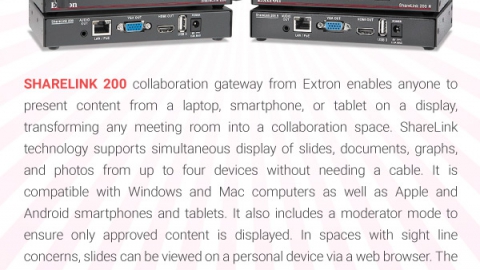 Extron
ShareLink 200 N
SHARELINK 200 collaboration gateway from Extron enables anyone to
present content from a laptop, smartphone, or tablet on a display,
transforming any meeting room into a collaboration space. ShareLink
technology supports simultaneous display of slides, documents, graphs,
and photos from up to four devices without needing a cable. It is
compatible with Windows and Mac computers as well as Apple and
Android smartphones and tablets. It also includes a moderator mode to
ensure only approved content is displayed. In spaces with sight line
concerns, slides can be viewed on a personal device via a web browser. The